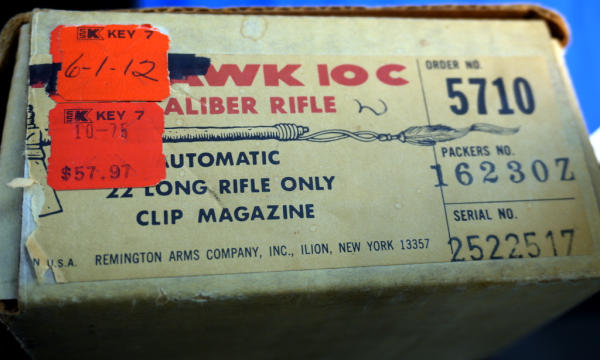 KEY 7
6-1-12
KEY 7
10-75
$57.97
AWK 10 C
ALIBER RIFLE
AUTOMATIC
22 LONG RIFLE ONLY
CLIP MAGAZINE
N U.S.A. REMINGTON ARMS COMPANY, INC., ILION, NEW YORK 13357
ORDER NO.
5710
PACKERS NO.
16230Z
SERIAL NO.
2522517